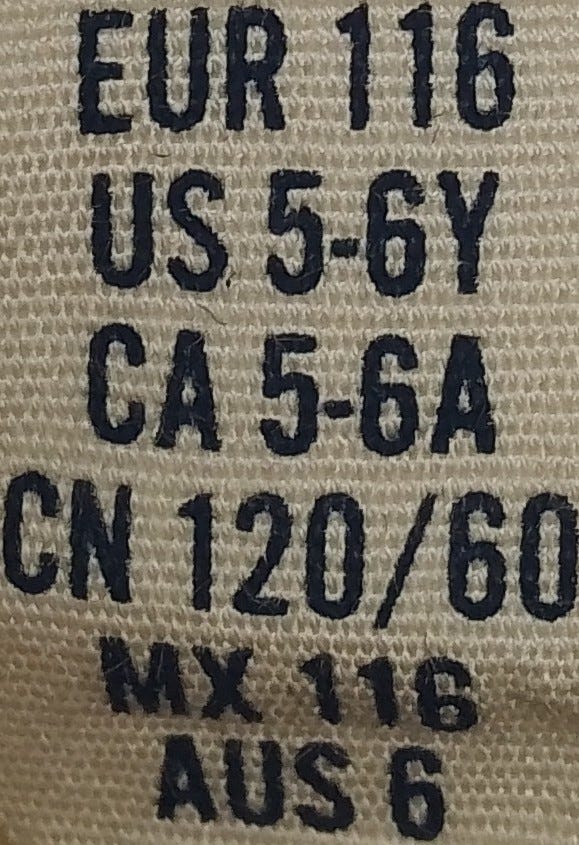 EUR 116
US 5-6Y
CA 5-6A
CN 120/60
MX 116
AUS 6